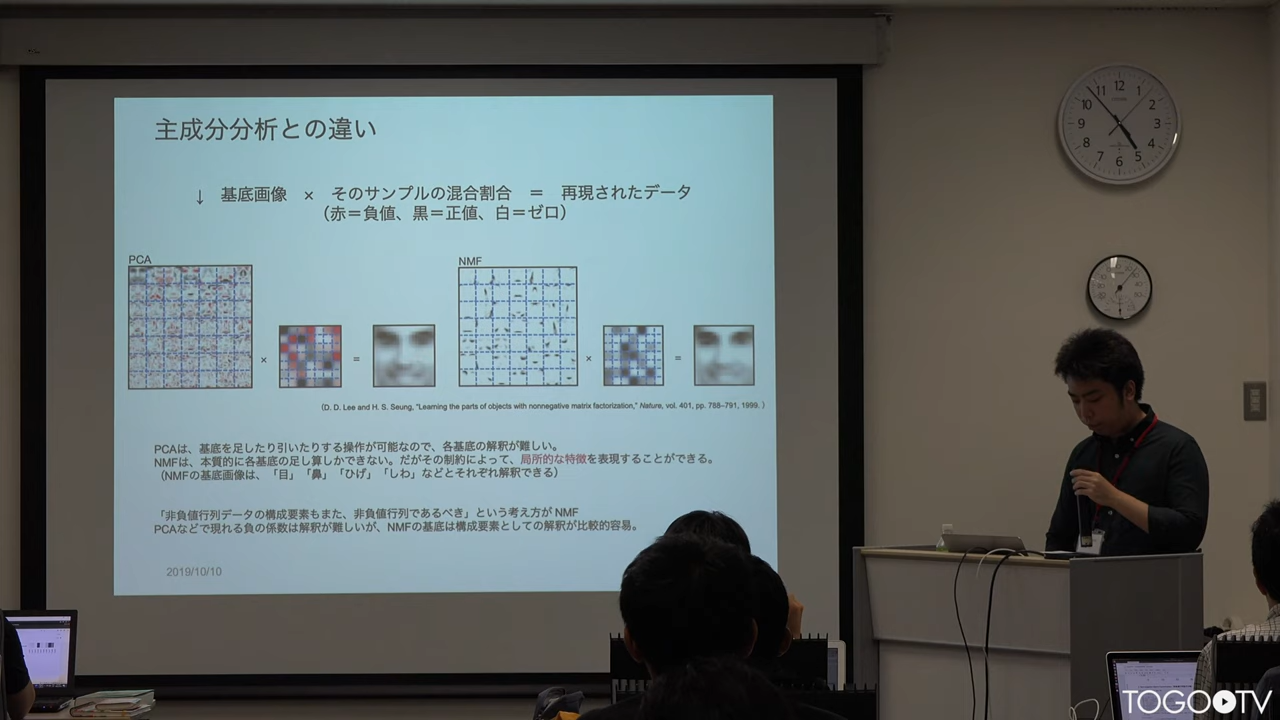 主成分分析との違い
↓ 基底画像 × そのサンプルの混合割合 = 再現されたデータ
（赤＝負値、黒＝正値、白＝ゼロ）
PCA
NMF
× =
× =
(D. D. Lee and H. S. Seung, "Learning the parts of objects with nonnegative matrix factorization," Nature, vol. 401, pp. 788–791, 1999. )
PCAは、基底を足したり引いたりする操作が可能なので、各基底の解釈が難しい。
NMFは、本質的に各基底の足し算しかできない。だがその制約によって、局所的な特徴を表現することができる。
（NMFの基底画像は、「目」「鼻」「ひげ」「しわ」などとそれぞれ解釈できる）
「非負値行列データの構成要素もまた、非負値行列であるべき」という考え方が NMF
PCAなどで現れる負の係数は解釈が難しいが、NMFの基底は構成要素としての解釈が比較的容易。
2019/10/10
12 1 2 3 4 5 6 7 8 9 10 11
TOGOTV